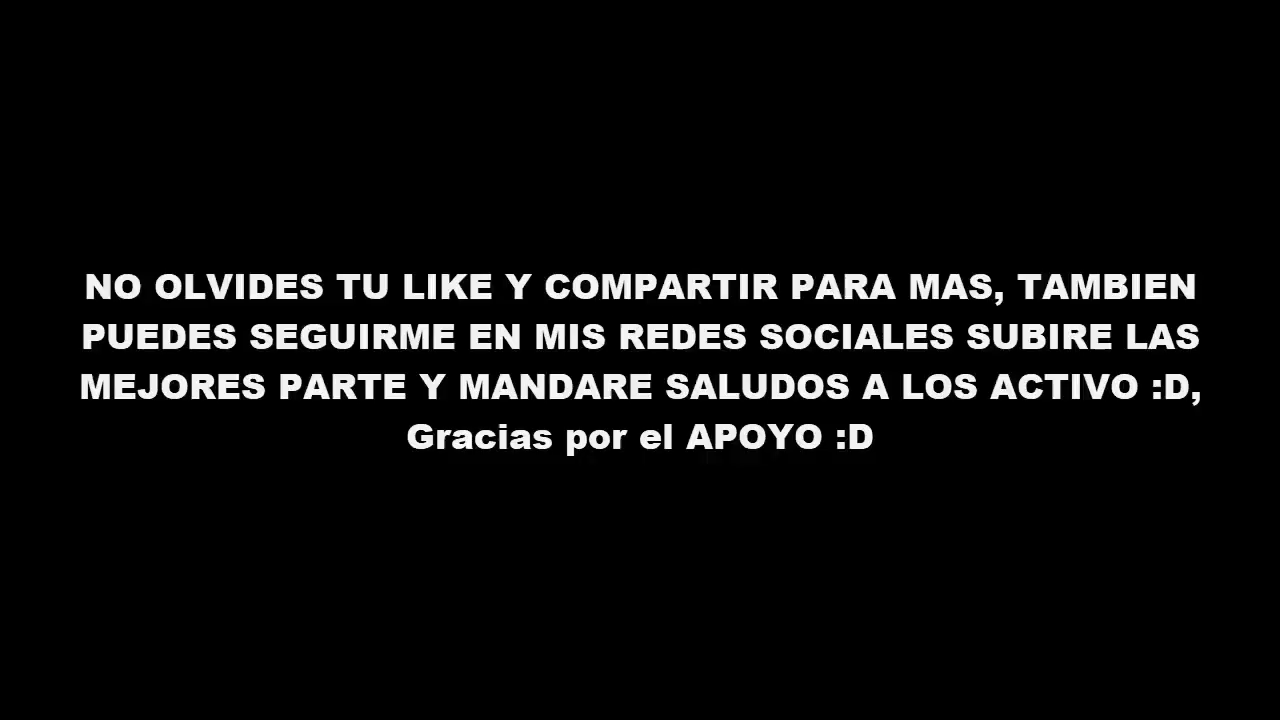 NO OLVIDES TU LIKE Y COMPARTIR PARA MAS, TAMBIEN
PUEDES SEGUIRME EN MIS REDES SOCIALES SUBIRE LAS
MEJORES PARTE Y MANDARE SALUDOS A LOS ACTIVO :D,
Gracias por el APOYO :D